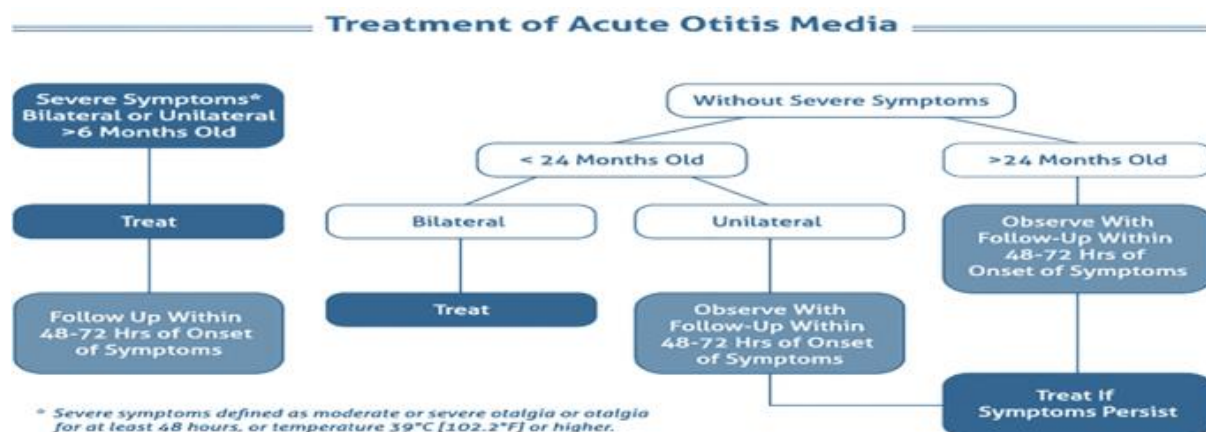 Treatment of Acute Otitis Media
Severe Symptoms*
Bilateral or Unilateral
>6 Months Old
Treat
Follow Up Within
48-72 Hrs of Onset
of Symptoms
Without Severe Symptoms
< 24 Months Old
Bilateral
Treat
Unilateral
Observe With
Follow-Up Within
48-72 Hrs of Onset
of Symptoms
>24 Months Old
Observe With
Follow-Up Within
48-72 Hrs of
Onset of Symptoms
Treat If
Symptoms Persist
* Severe symptoms defined as moderate or severe otalgia or otalgia
for at least 48 hours, or temperature 39°C [102.2°F] or higher.